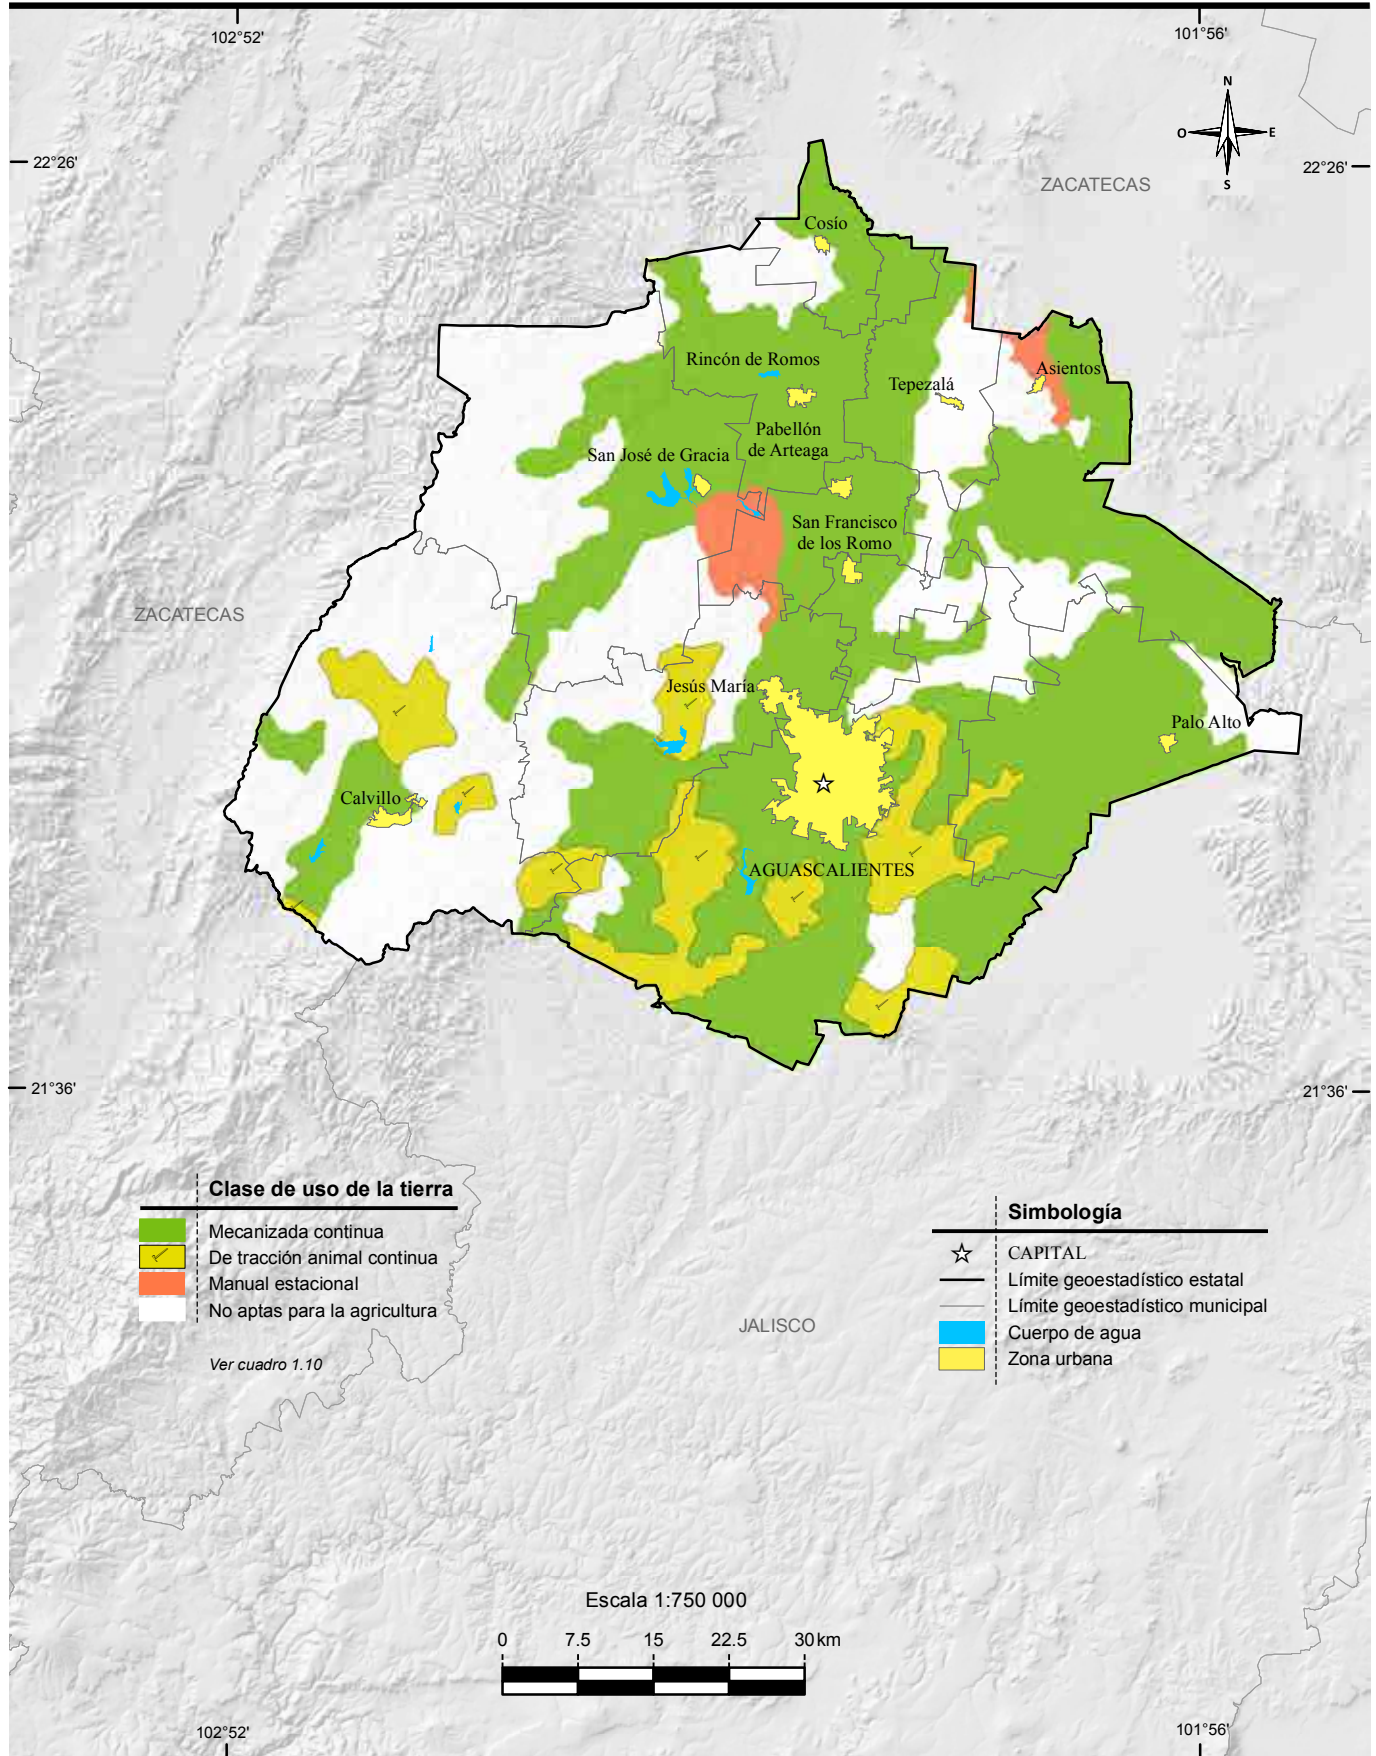 102°52'
101°56'
N
O
E
S
22°26'
22°26'
ZACATECAS
Cosío
Rincón de Romos
Tepezalá
Asientos
Pabellón
de Arteaga
San José de Gracia
San Francisco
de los Romo
ZACATECAS
Jesús María
Palo Alto
Calvillo
AGUASCALIENTES
21°36'
21°36'
Clase de uso de la tierra
Mecanizada continua
De tracción animal continua
Manual estacional
No aptas para la agricultura
Ver cuadro 1.10
Simbología
CAPITAL
Límite geoestadístico estatal
Límite geoestadístico municipal
Cuerpo de agua
Zona urbana
JALISCO
Escala 1:750 000
0 7.5 15 22.5 30 km
102°52'
101°56'